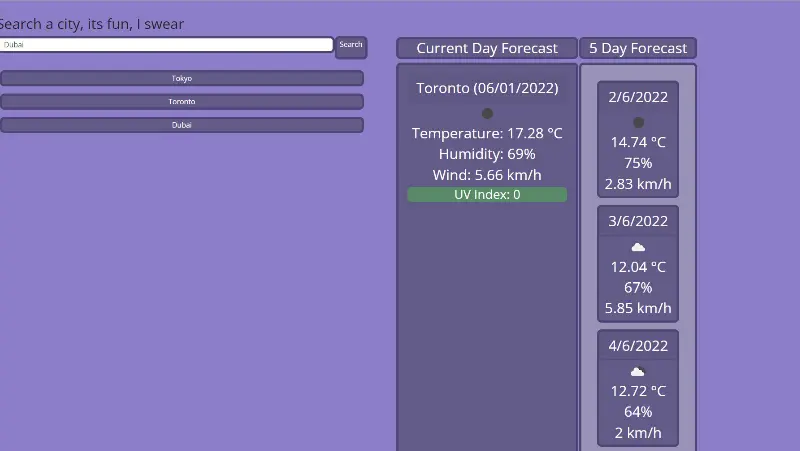 Search a city, its fun, I swear
Dubai
Search
Tokyo
Toronto
Dubai
Current Day Forecast
Toronto (06/01/2022)
Temperature: 17.28 °C
Humidity: 69%
Wind: 5.66 km/h
UV Index: 0
5 Day Forecast
2/6/2022
14.74 °C
75%
2.83 km/h
3/6/2022
12.04 °C
67%
5.85 km/h
4/6/2022
12.72 °C
64%
2 km/h